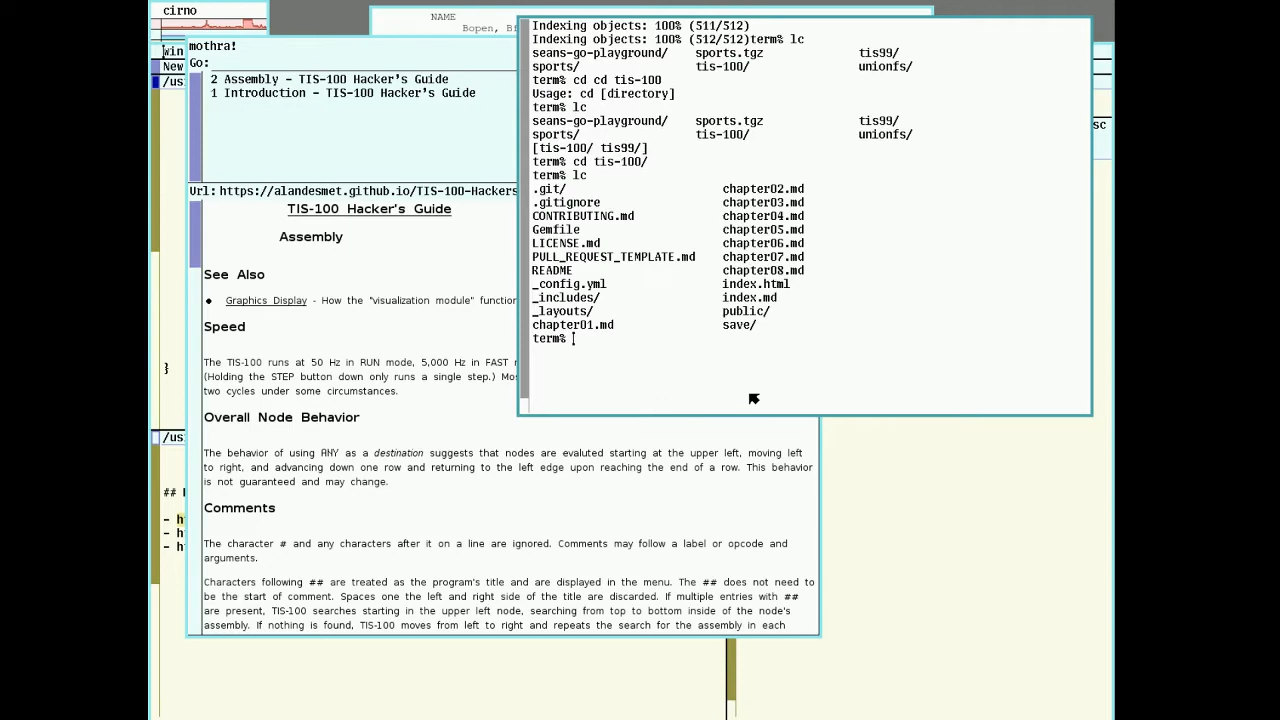 cirno
NAME
Bopen, Bf
win
New
/us
}
/us
##
- h
- h
- h
sc
mothra!
Go:
2 Assembly - TIS-100 Hacker's Guide
1 Introduction - TIS-100 Hacker's Guide
Url: https://alandesmet.github.io/TIS-100-Hackers
TIS-100 Hacker's Guide
Assembly
See Also
● Graphics Display - How the "visualization module" function
Speed
The TIS-100 runs at 50 Hz in RUN mode, 5,000 Hz in FAST
(Holding the STEP button down only runs a single step.) Mos
two cycles under some circumstances.
Overall Node Behavior
The behavior of using ANY as a destination suggests that nodes are evaluted starting at the upper left, moving left
to right, and advancing down one row and returning to the left edge upon reaching the end of a row. This behavior
is not guaranteed and may change.
Comments
The character # and any characters after it on a line are ignored. Comments may follow a label or opcode and
arguments.
Characters following ## are treated as the program's title and are displayed in the menu. The ## does not need to
be the start of comment. Spaces one the left and right side of the title are discarded. If multiple entries with ##
are present, TIS-100 searches starting in the upper left node, searching from top to bottom inside of the node's
assembly. If nothing is found, TIS-100 moves from left to right and repeats the search for the assembly in each
Indexing objects: 100% (511/512)
Indexing objects: 100% (512/512)term% lc
seans-go-playground/ sports.tgz tis99/
sports/ tis-100/ unionfs/
term% cd cd tis-100
Usage: cd [directory]
term% lc
seans-go-playground/ sports.tgz tis99/
sports/ tis-100/ unionfs/
[tis-100/ tis99/]
term% cd tis-100/
term% lc
.git/ chapter02.md
.gitignore chapter03.md
CONTRIBUTING.md chapter04.md
Gemfile chapter05.md
LICENSE.md chapter06.md
PULL_REQUEST_TEMPLATE.md chapter07.md
README chapter08.md
_config.yml index.html
_includes/ index.md
_layouts/ public/
chapter01.md save/
term%